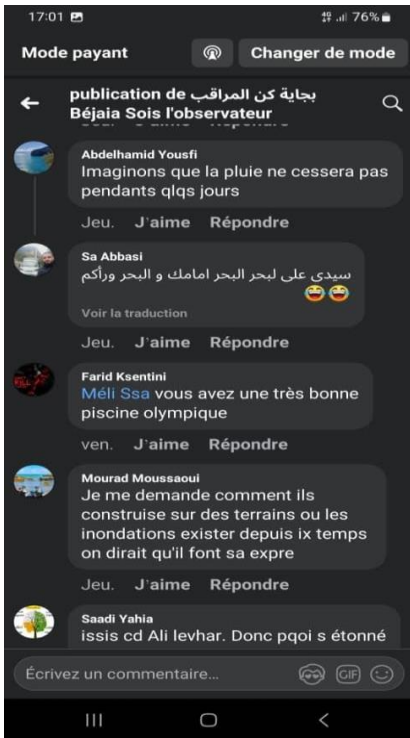 17:01
4G 76%
Mode payant
Changer de mode
publication de بجاية كن المراقب
Béjaia Sois l'observateur
J'aime Répondre
Abdelhamid Yousfi
Imaginons que la pluie ne cessera pas
pendants qlqs jours
Jeu. J'aime Répondre
Sa Abbasi
سيدي على لبحر البحر امامك و البحر ورأكم
😂😂
Voir la traduction
Jeu. J'aime Répondre
Farid Ksentini
Méli Ssa vous avez une très bonne
piscine olympique
ven. J'aime Répondre
Mourad Moussaoui
Je me demande comment ils
construise sur des terrains ou les
inondations exister depuis ix temps
on dirait qu'il font sa expre
Jeu. J'aime Répondre
Saadi Yahia
issis cd Ali levhar. Donc pqoi s étonné
Écrivez un commentaire...
GIF